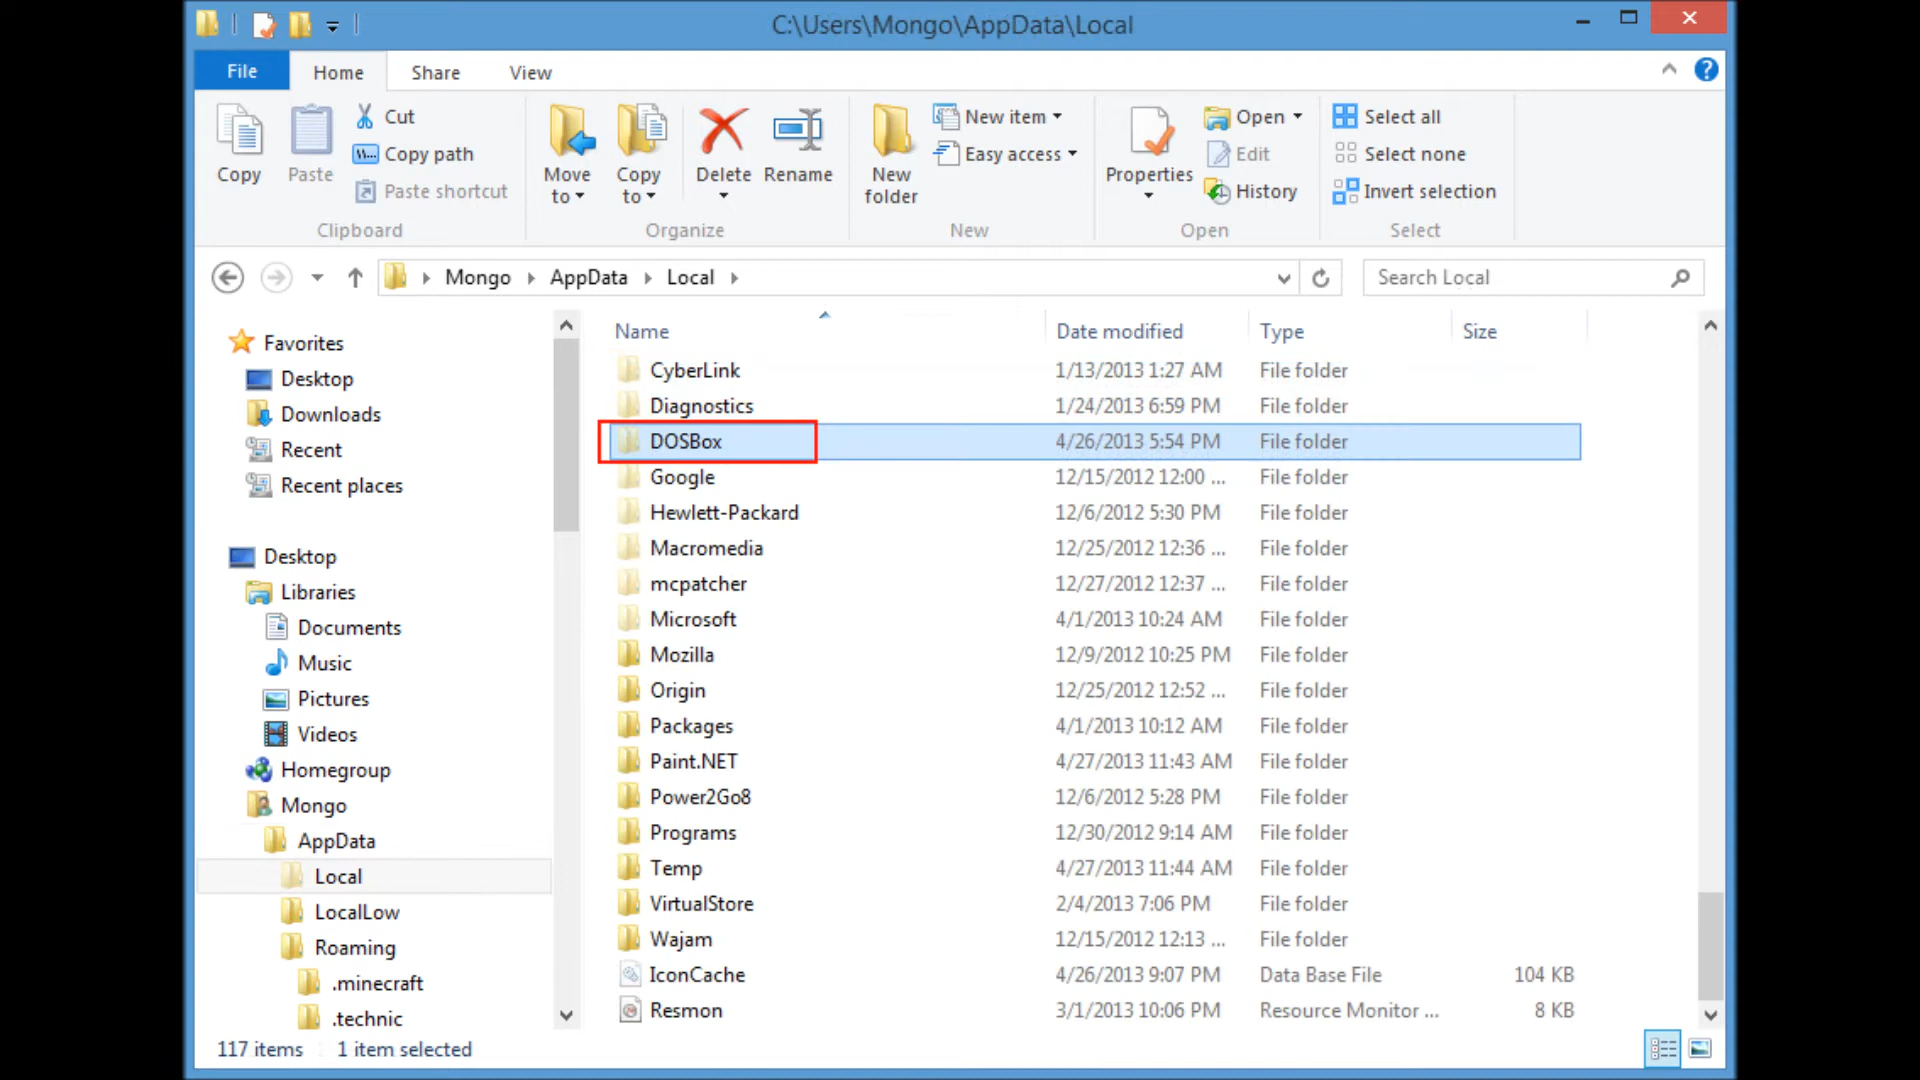 C:\Users\Mongo\AppData\Local
File Home Share View
Copy
Paste
Cut
Copy path
Paste shortcut
Move to
Copy to
Delete
Rename
New folder
New item
Easy access
Properties
Open
Edit
History
Select all
Select none
Invert selection
Clipboard Organize New Open Select
Mongo AppData Local
Search Local
Favorites
Desktop
Downloads
Recent
Recent places
Desktop
Libraries
Documents
Music
Pictures
Videos
Homegroup
Mongo
AppData
Local
LocalLow
Roaming
.minecraft
.technic
Name Date modified Type Size
CyberLink 1/13/2013 1:27 AM File folder
Diagnostics 1/24/2013 6:59 PM File folder
DOSBox 4/26/2013 5:54 PM File folder
Google 12/15/2012 12:00 ... File folder
Hewlett-Packard 12/6/2012 5:30 PM File folder
Macromedia 12/25/2012 12:36 ... File folder
mcpatcher 12/27/2012 12:37 ... File folder
Microsoft 4/1/2013 10:24 AM File folder
Mozilla 12/9/2012 10:25 PM File folder
Origin 12/25/2012 12:52 ... File folder
Packages 4/1/2013 10:12 AM File folder
Paint.NET 4/27/2013 11:43 AM File folder
Power2Go8 12/6/2012 5:28 PM File folder
Programs 12/30/2012 9:14 AM File folder
Temp 4/27/2013 11:44 AM File folder
VirtualStore 2/4/2013 7:06 PM File folder
Wajam 12/15/2012 12:13 ... File folder
IconCache 4/26/2013 9:07 PM Data Base File 104 KB
Resmon 3/1/2013 10:06 PM Resource Monitor ... 8 KB
117 items 1 item selected